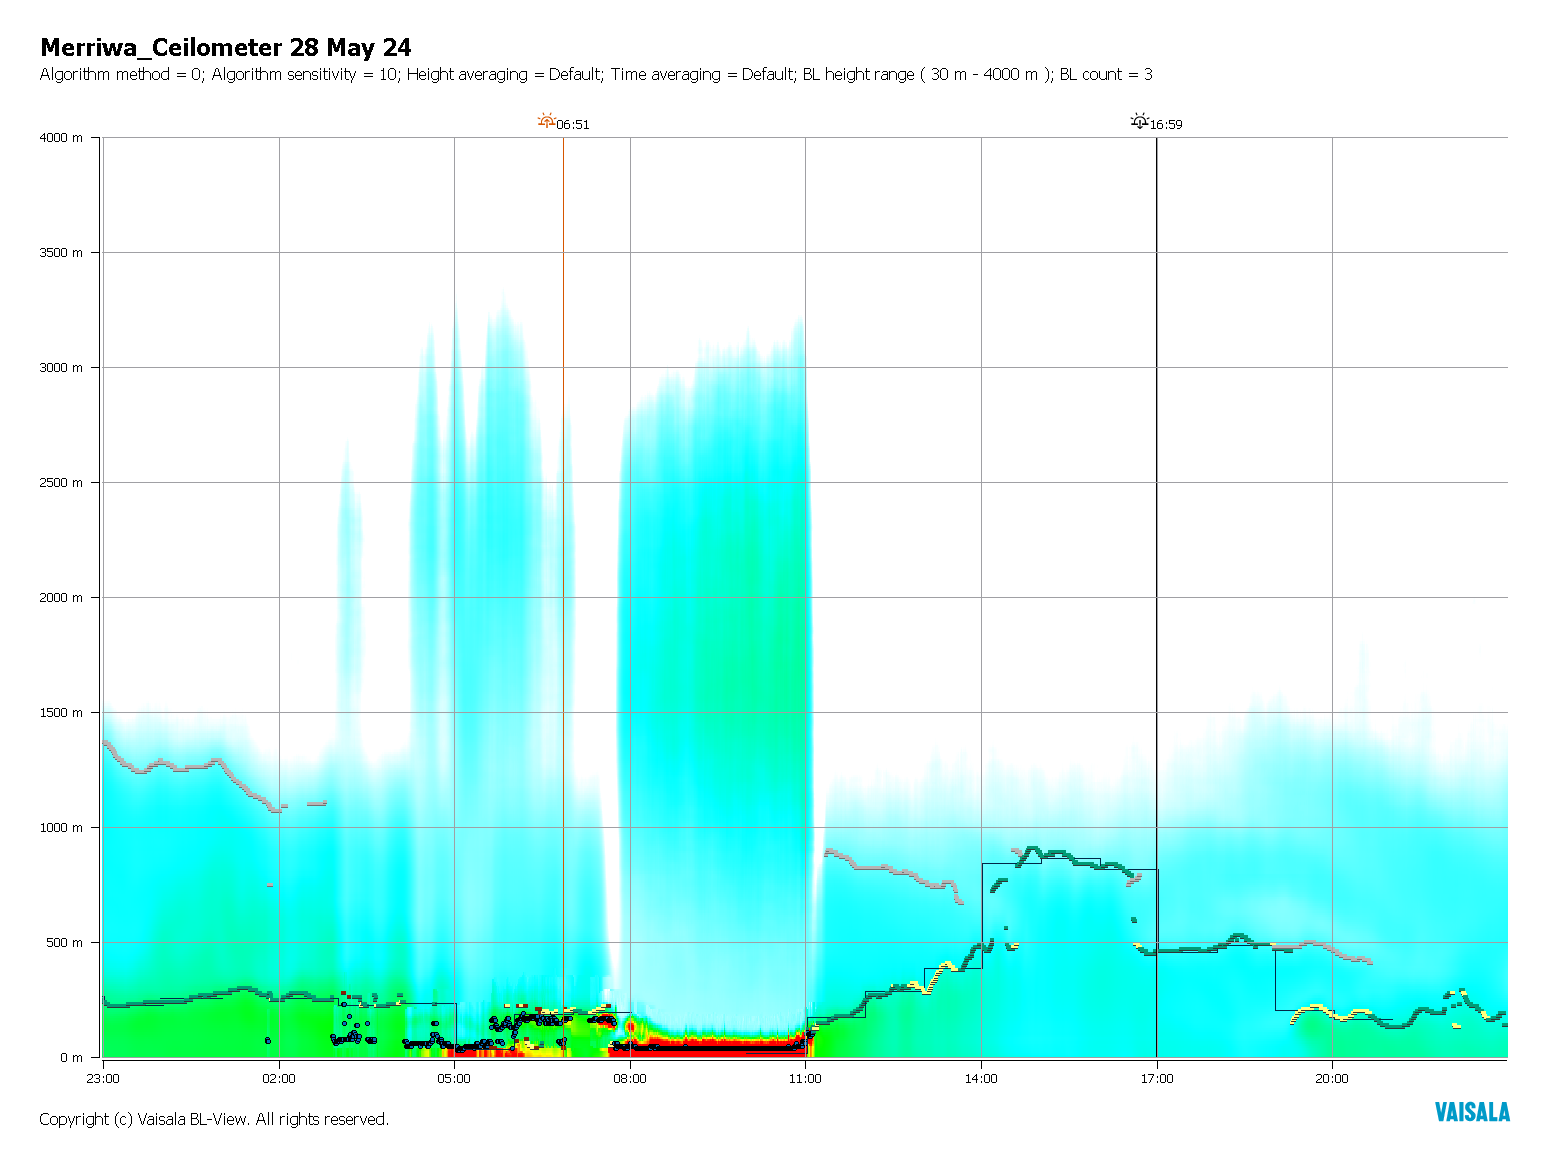 Merriwa_Ceilometer 28 May 24
Algorithm method = 0; Algorithm sensitivity = 10; Height averaging = Default; Time averaging = Default; BL height range ( 30 m - 4000 m ); BL count = 3
06:51
16:59
4000 m
3500 m
3000 m
2500 m
2000 m
1500 m
1000 m
500 m
0 m
23:00 02:00 05:00 08:00 11:00 14:00 17:00 20:00
Copyright (c) Vaisala BL-View. All rights reserved.
VAISALA